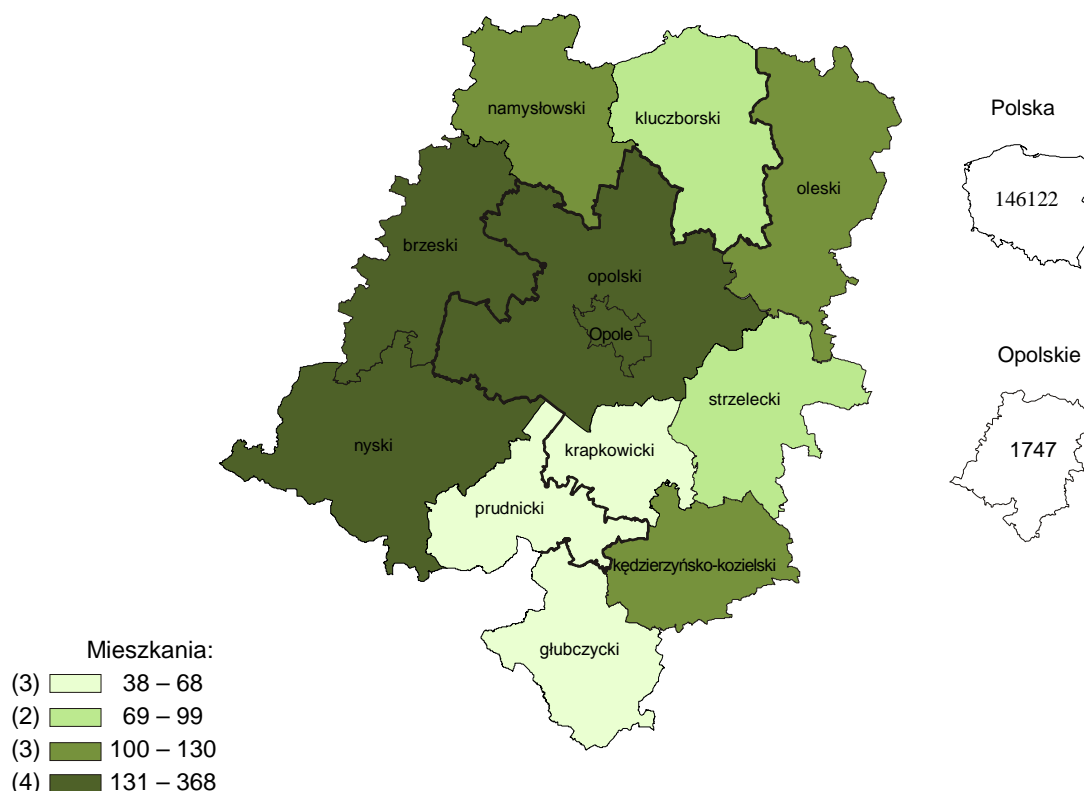 namysłowski
kluczborski
oleski
brzeski
opolski
Opole
strzelecki
nyski
krapkowicki
prudnicki
kędzierzyńsko-kozielski
głubczycki
Polska
146122
Opolskie
1747
Mieszkania:
(3) 38 – 68
(2) 69 – 99
(3) 100 – 130
(4) 131 – 368